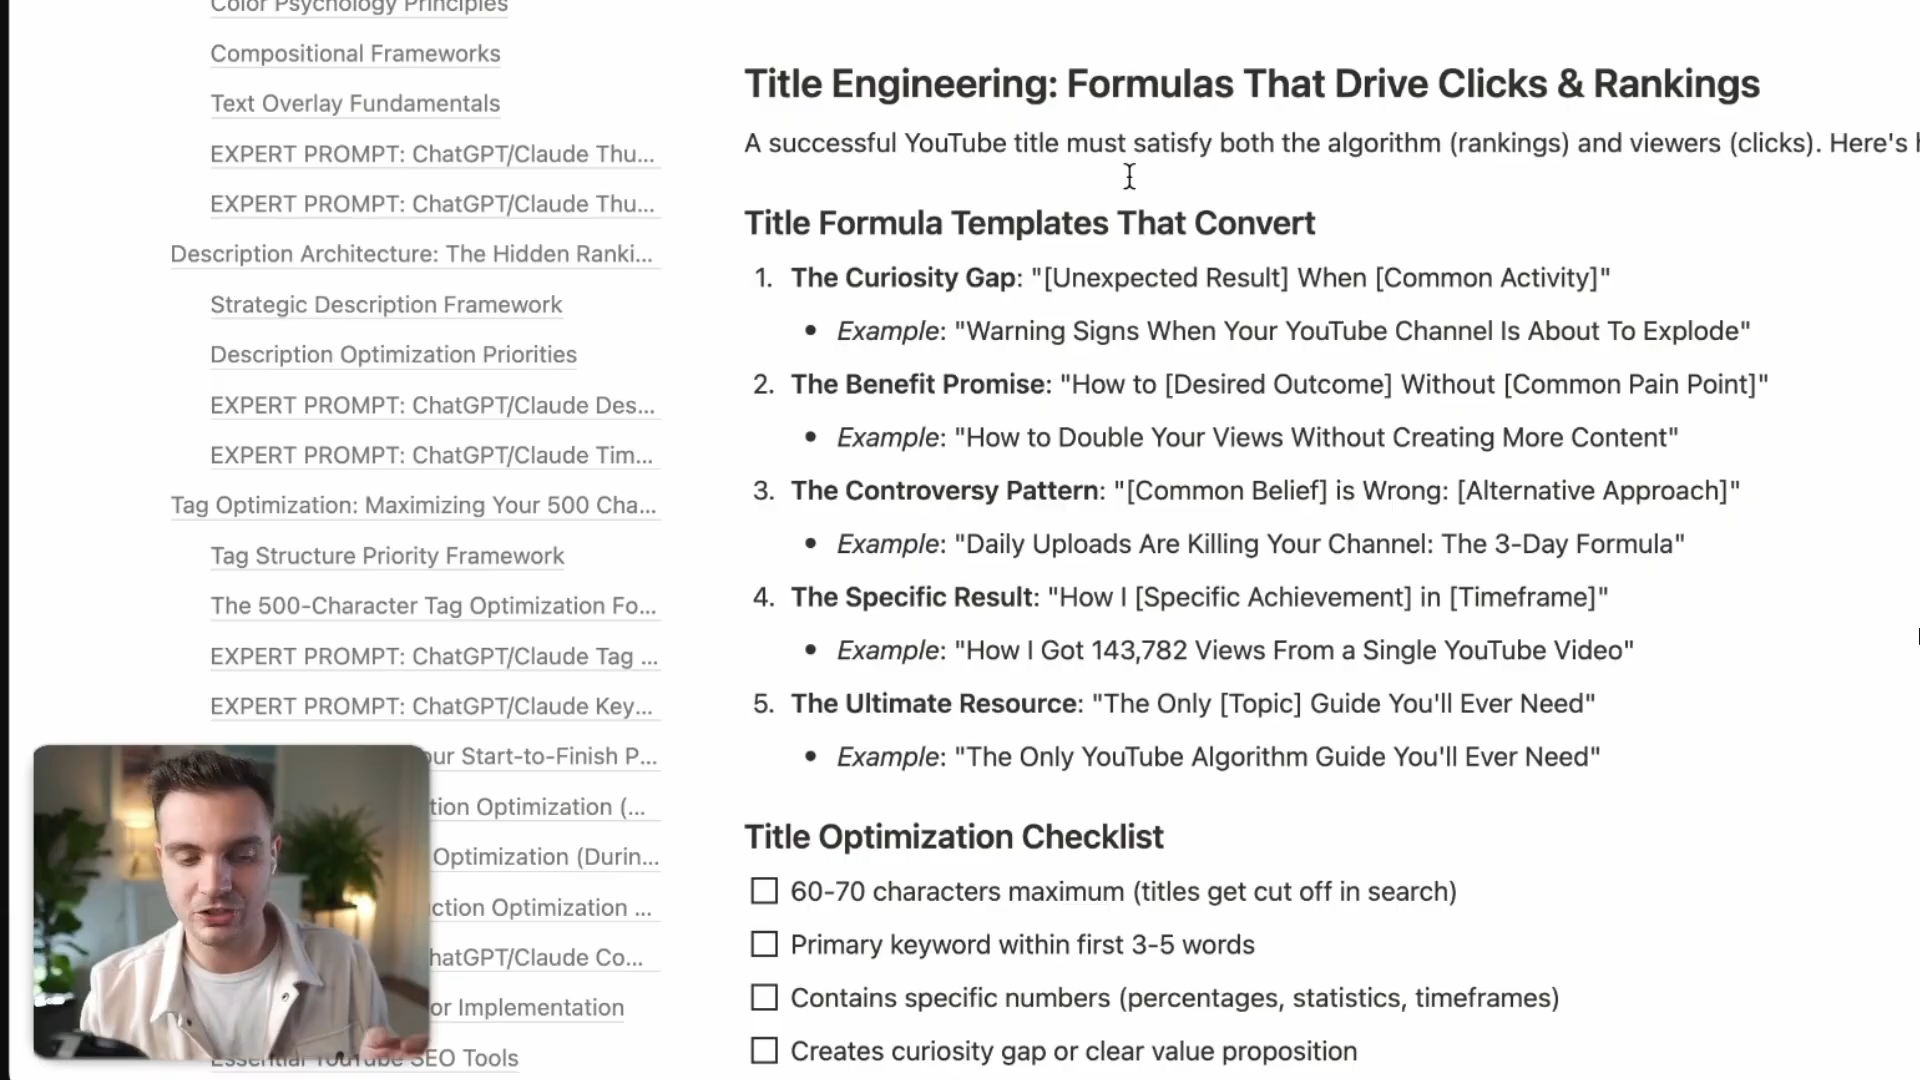 Color Psychology Principles
Compositional Frameworks
Text Overlay Fundamentals
EXPERT PROMPT: ChatGPT/Claude Thu...
EXPERT PROMPT: ChatGPT/Claude Thu...
Description Architecture: The Hidden Ranki...
Strategic Description Framework
Description Optimization Priorities
EXPERT PROMPT: ChatGPT/Claude Des...
EXPERT PROMPT: ChatGPT/Claude Tim...
Tag Optimization: Maximizing Your 500 Cha...
Tag Structure Priority Framework
The 500-Character Tag Optimization Fo...
EXPERT PROMPT: ChatGPT/Claude Tag ...
EXPERT PROMPT: ChatGPT/Claude Key...
Start-to-Finish P...
Optimization (...
Optimization (Durin...
Optimization ...
Co...
or Implementation
Essential YouTube SEO Tools
Title Engineering: Formulas That Drive Clicks & Rankings
A successful YouTube title must satisfy both the algorithm (rankings) and viewers (clicks). Here's
Title Formula Templates That Convert
1. The Curiosity Gap: "[Unexpected Result] When [Common Activity]"
• Example: "Warning Signs When Your YouTube Channel Is About To Explode"
2. The Benefit Promise: "How to [Desired Outcome] Without [Common Pain Point]"
• Example: "How to Double Your Views Without Creating More Content"
3. The Controversy Pattern: "[Common Belief] is Wrong: [Alternative Approach]"
• Example: "Daily Uploads Are Killing Your Channel: The 3-Day Formula"
4. The Specific Result: "How I [Specific Achievement] in [Timeframe]"
• Example: "How I Got 143,782 Views From a Single YouTube Video"
5. The Ultimate Resource: "The Only [Topic] Guide You'll Ever Need"
• Example: "The Only YouTube Algorithm Guide You'll Ever Need"
Title Optimization Checklist
60-70 characters maximum (titles get cut off in search)
Primary keyword within first 3-5 words
Contains specific numbers (percentages, statistics, timeframes)
Creates curiosity gap or clear value proposition